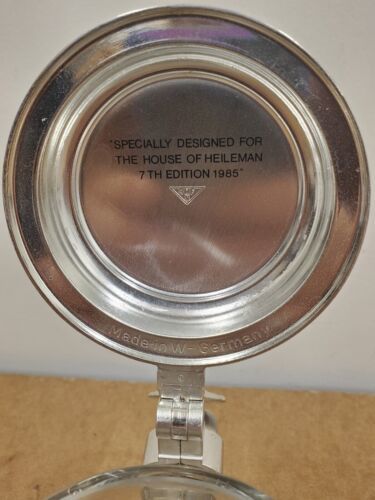 "SPECIALLY DESIGNED FOR
THE HOUSE OF HEILEMAN
7 TH EDITION 1985"
Made in W-Germany